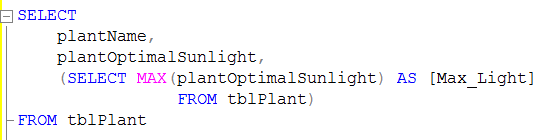 SELECT
plantName,
plantOptimalSunlight,
(SELECT MAX(plantOptimalSunlight) AS [Max_Light]
FROM tblPlant)
FROM tblPlant